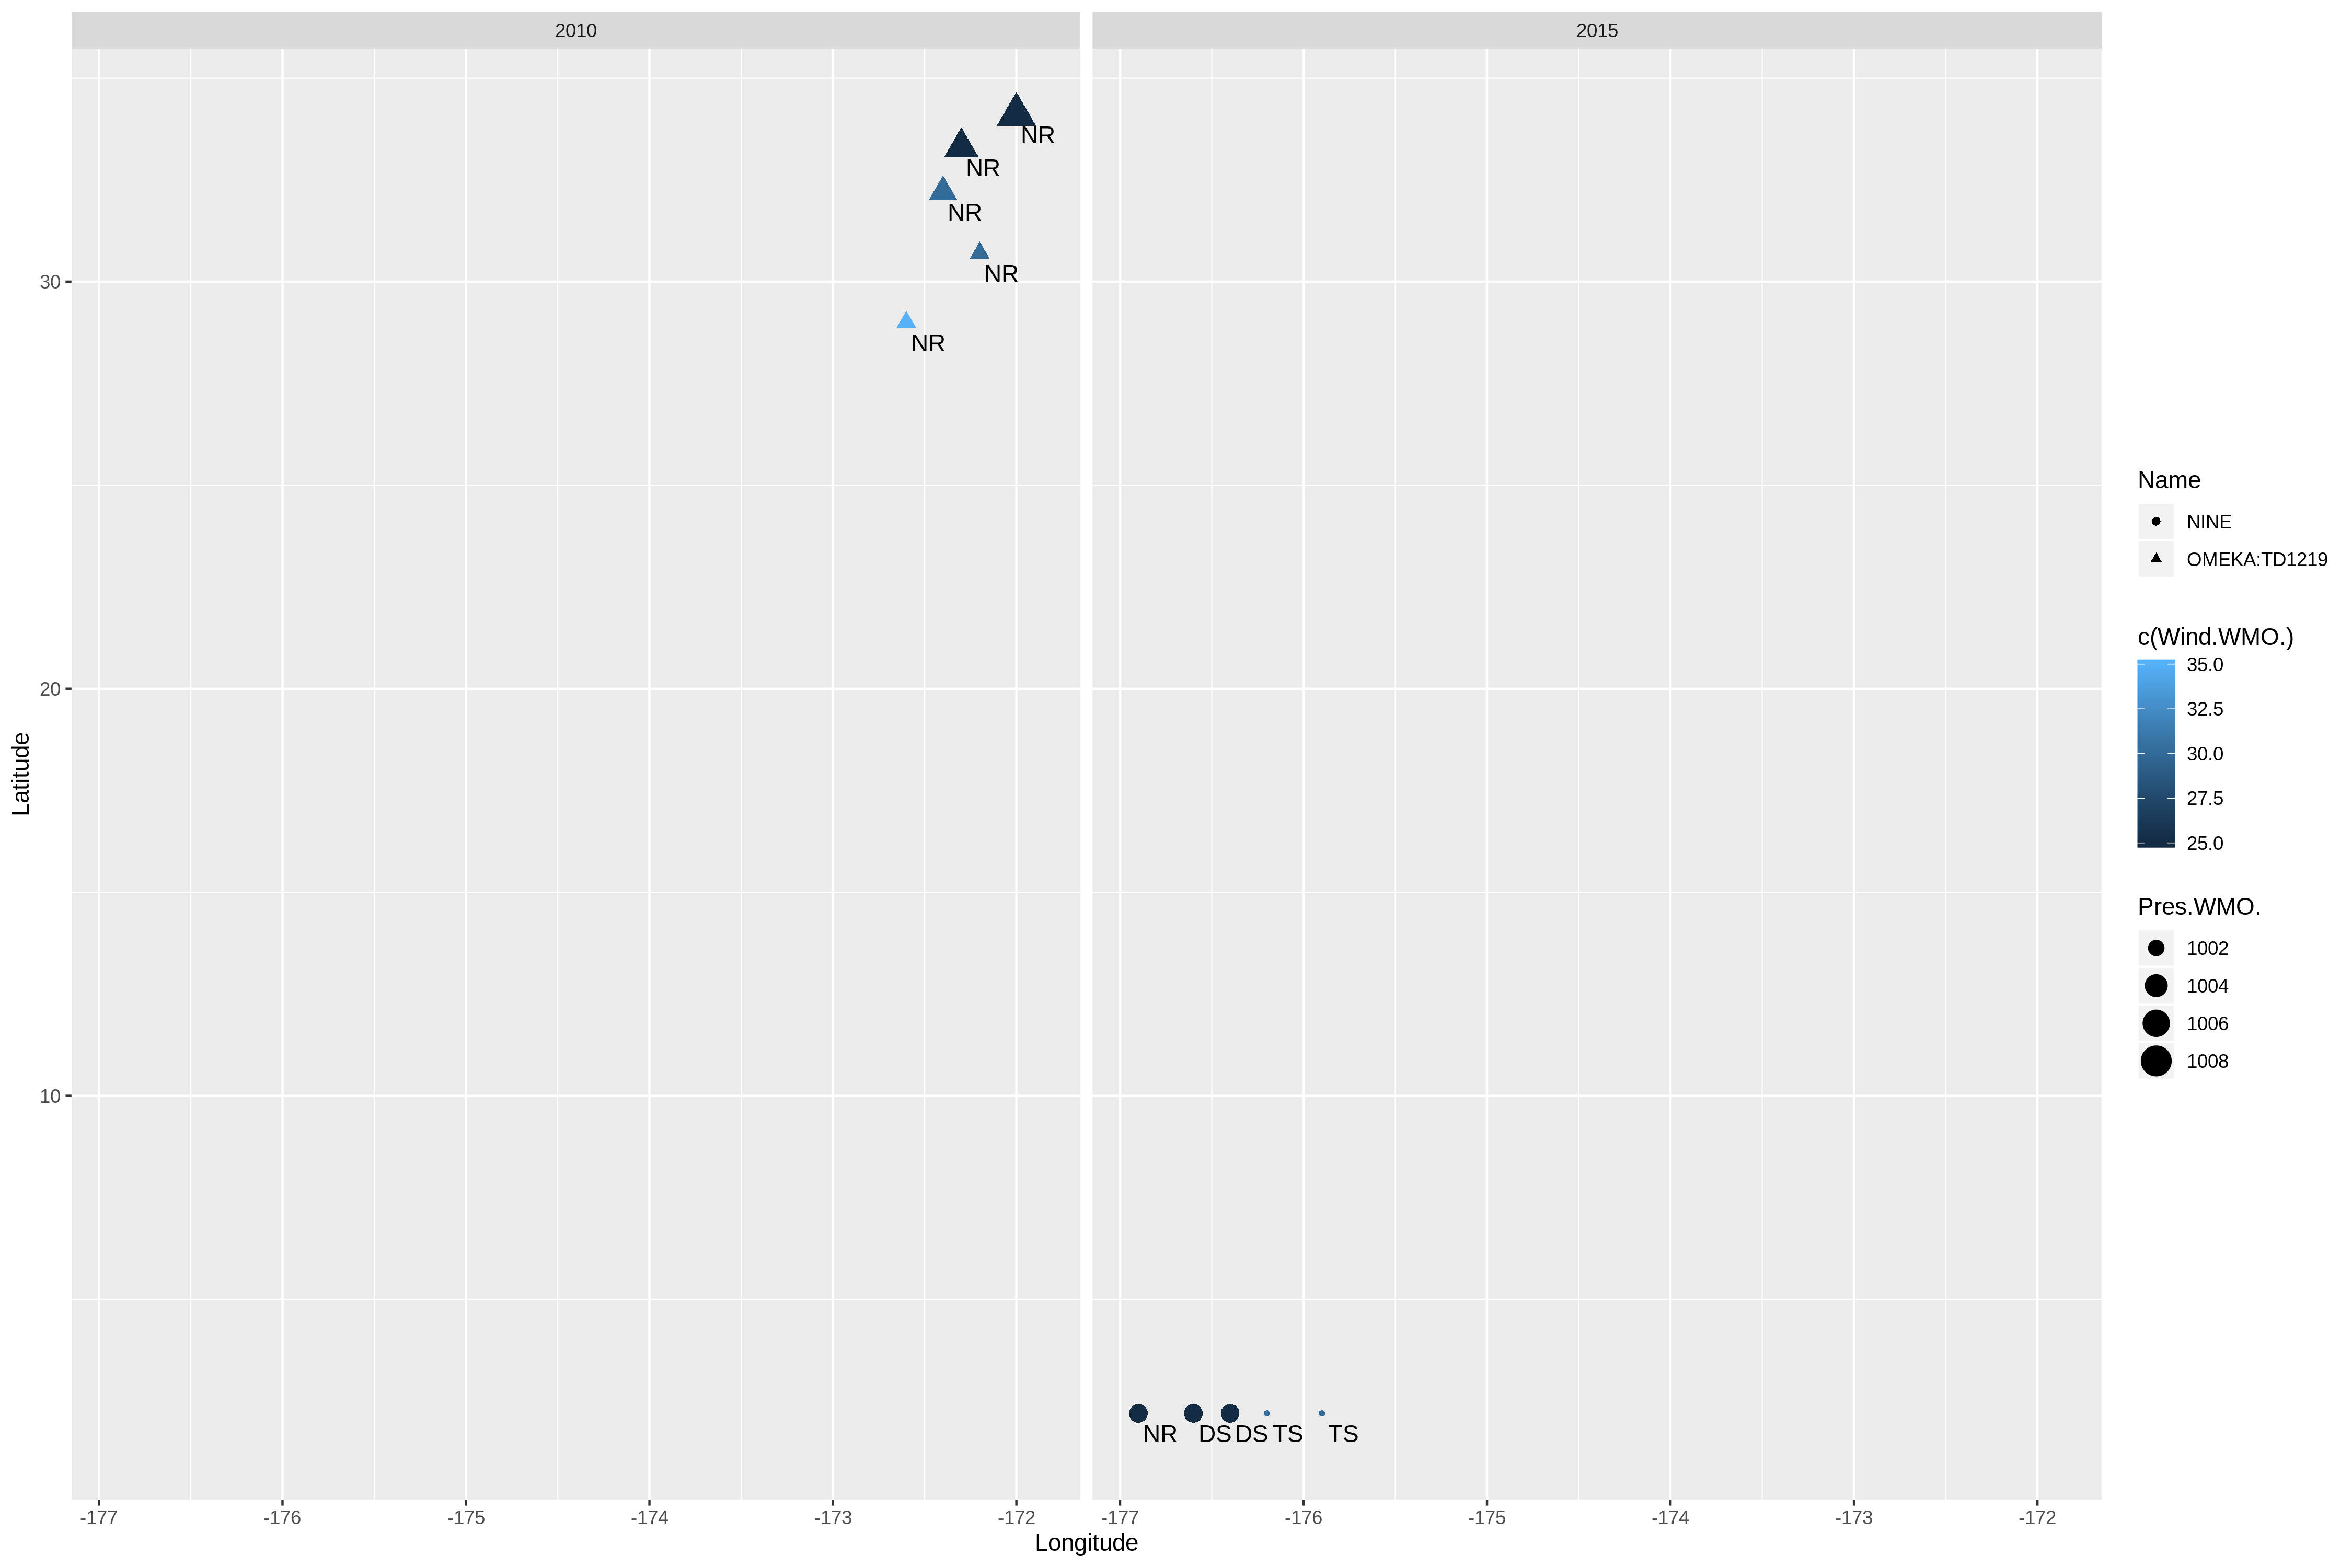 2010
2015
NR
NR
NR
NR
NR
30
20
10
Latitude
NR
DS
DS
TS
TS
-177
-176
-175
-174
-173
-172
-177
-176
-175
-174
-173
-172
Longitude
Name
NINE
OMEKA:TD1219
c(Wind.WMO.)
35.0
32.5
30.0
27.5
25.0
Pres.WMO.
1002
1004
1006
1008